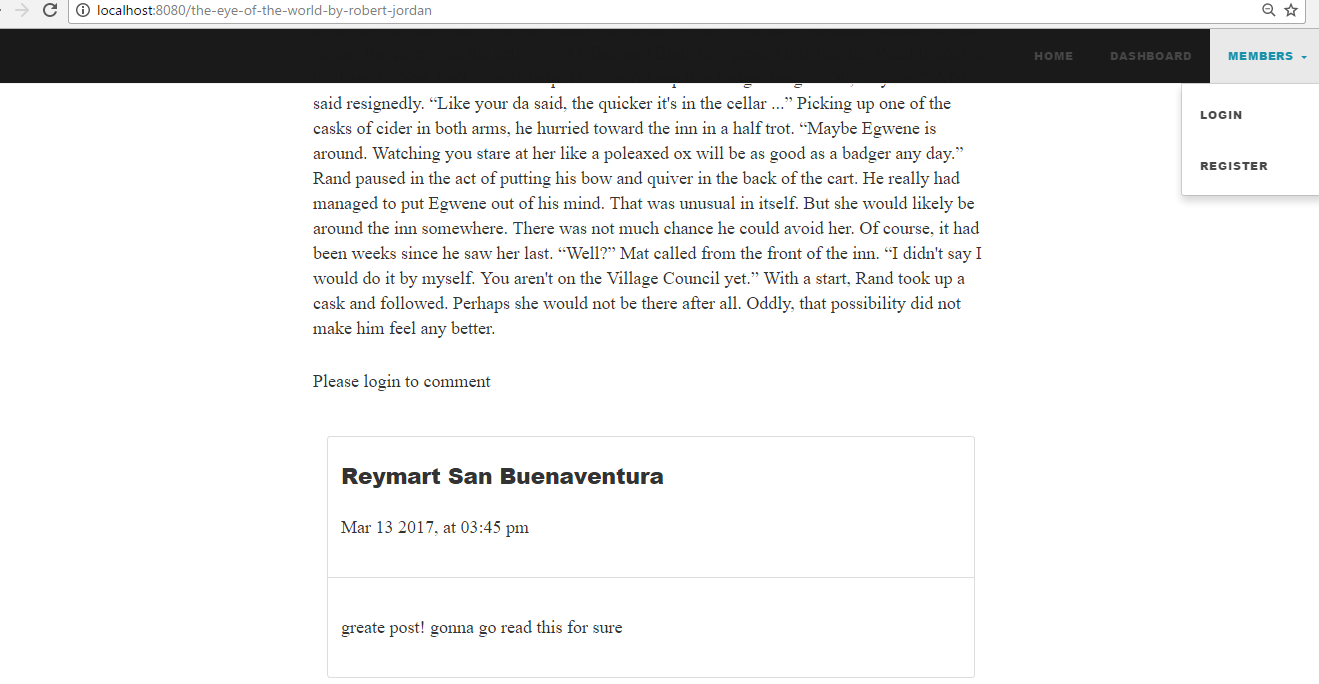 localhost:8080/the-eye-of-the-world-by-robert-jordan
HOME DASHBOARD MEMBERS
LOGIN
REGISTER
said resignedly. “Like your da said, the quicker it's in the cellar ...” Picking up one of the
casks of cider in both arms, he hurried toward the inn in a half trot. “Maybe Egwene is
around. Watching you stare at her like a poleaxed ox will be as good as a badger any day.”
Rand paused in the act of putting his bow and quiver in the back of the cart. He really had
managed to put Egwene out of his mind. That was unusual in itself. But she would likely be
around the inn somewhere. There was not much chance he could avoid her. Of course, it had
been weeks since he saw her last. “Well?” Mat called from the front of the inn. “I didn't say I
would do it by myself. You aren't on the Village Council yet.” With a start, Rand took up a
cask and followed. Perhaps she would not be there after all. Oddly, that possibility did not
make him feel any better.
Please login to comment
Reymart San Buenaventura
Mar 13 2017, at 03:45 pm
greate post! gonna go read this for sure